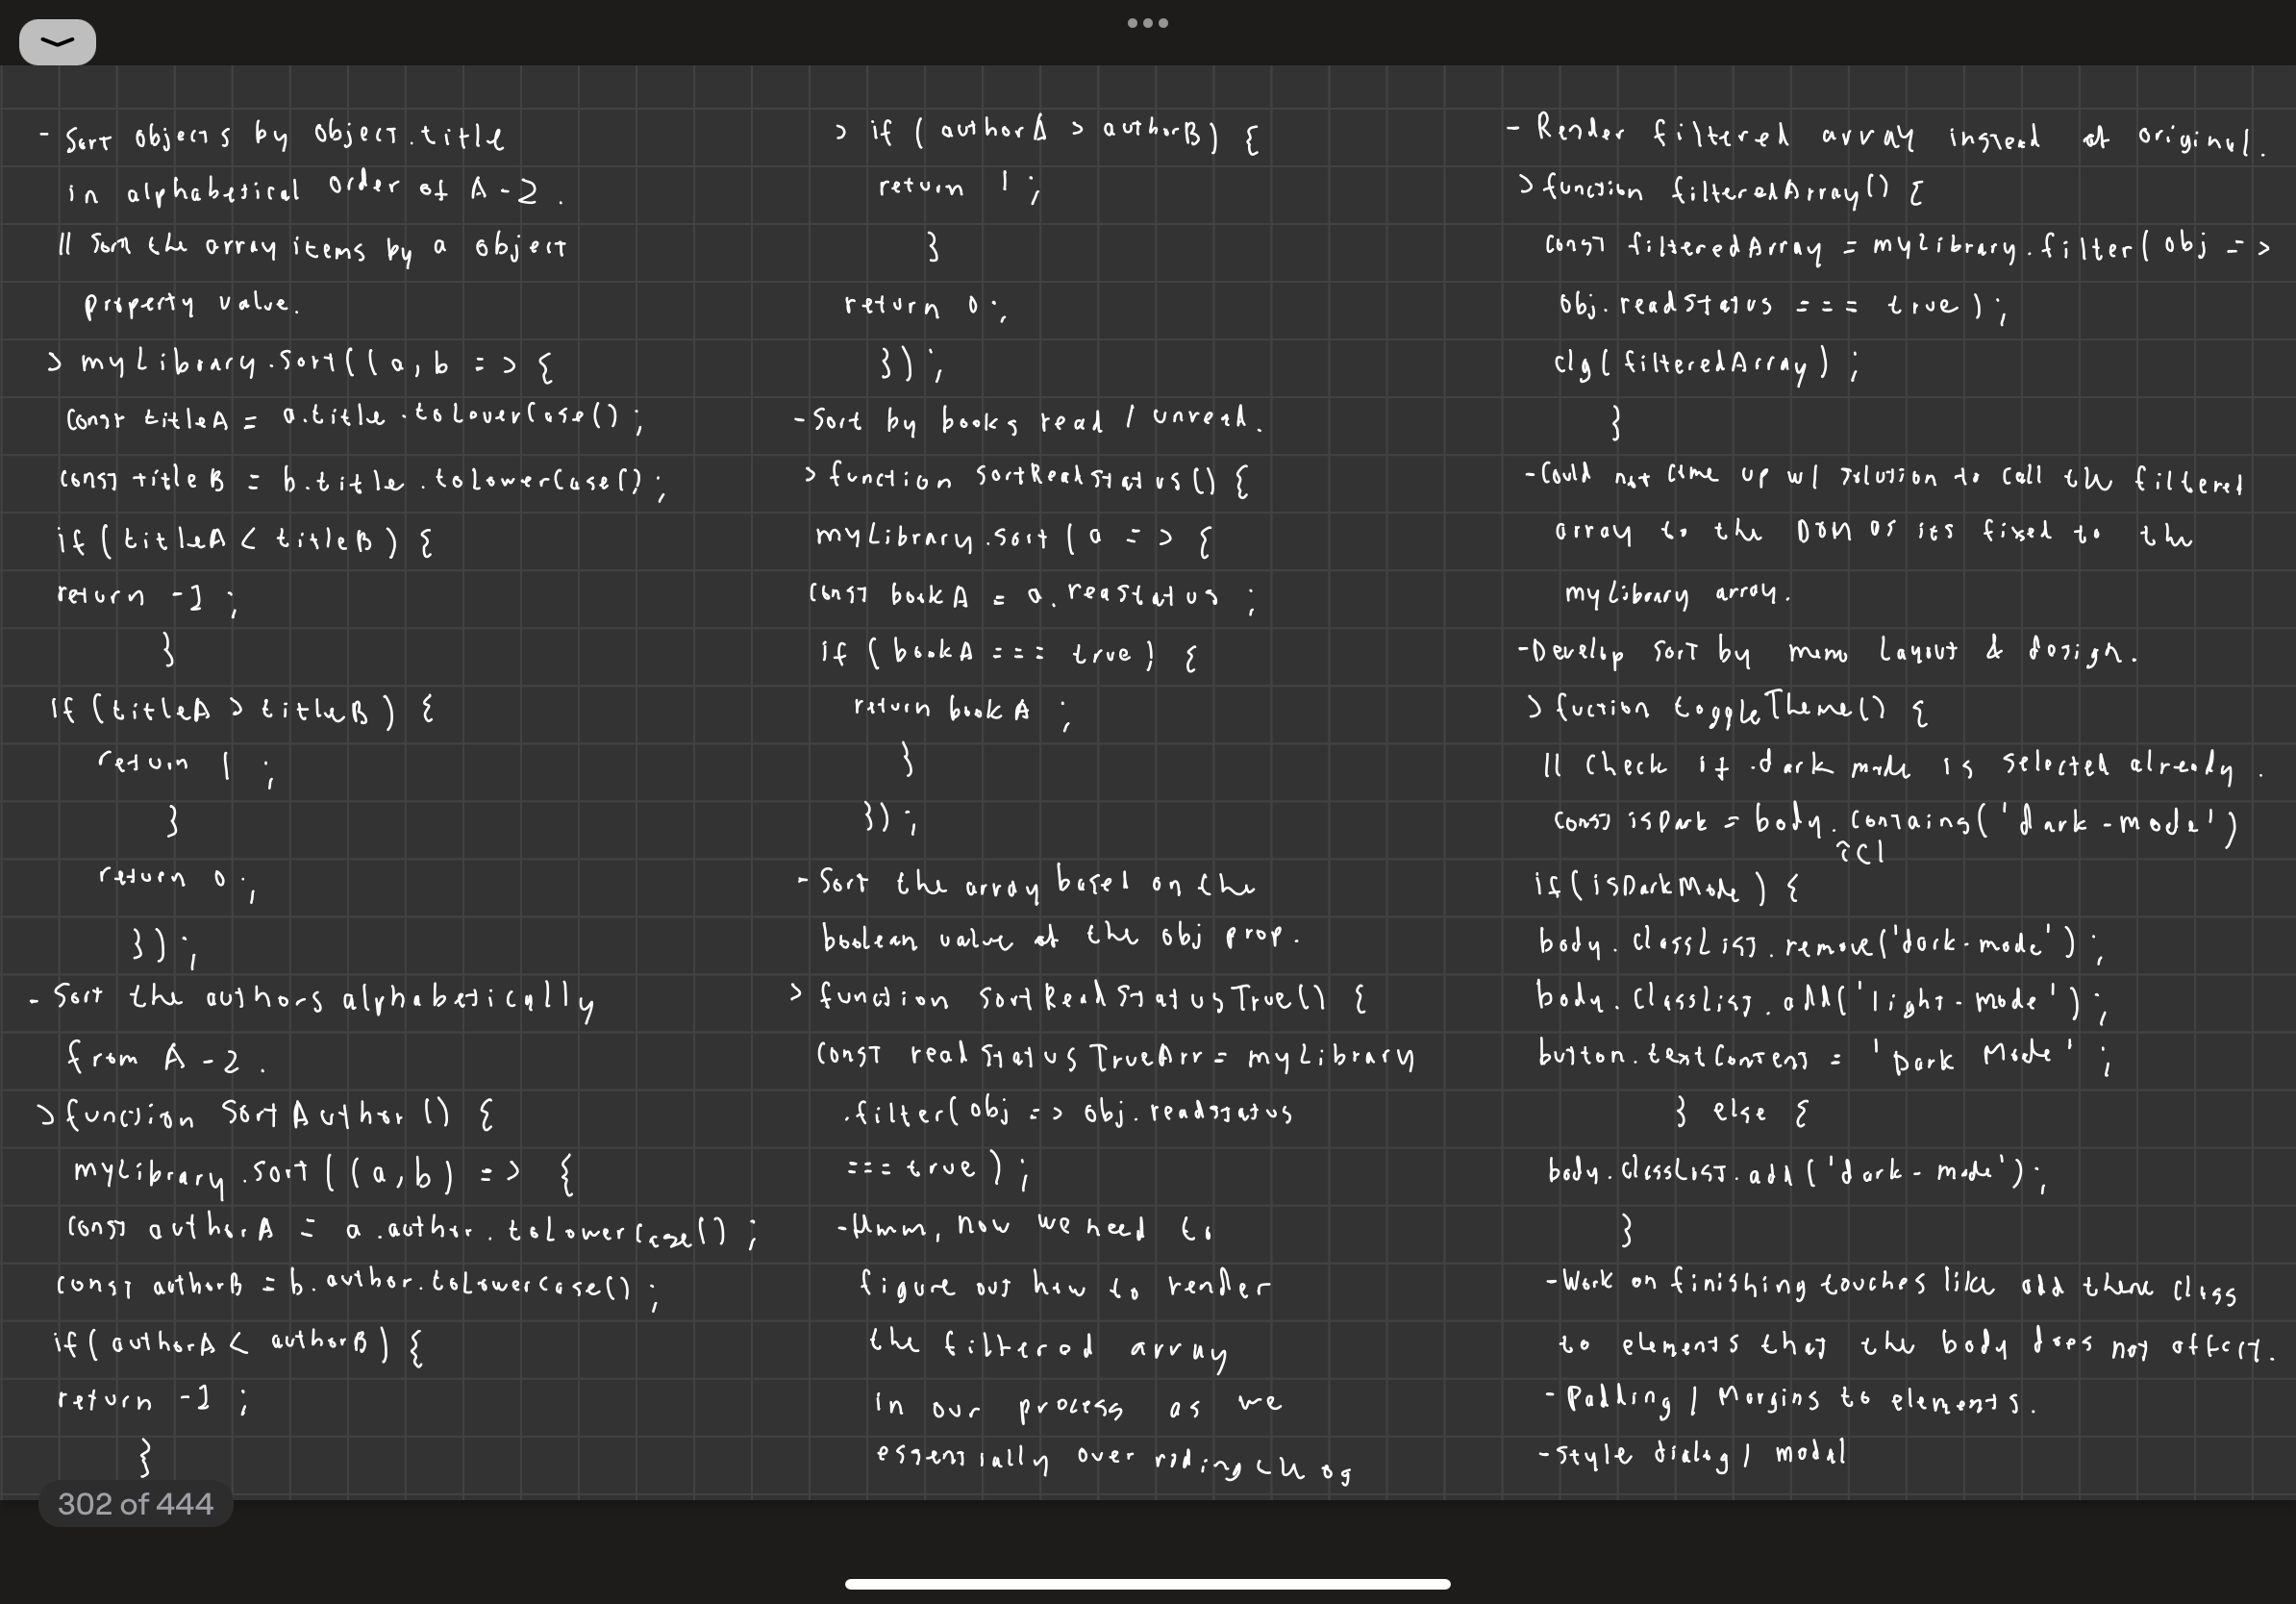 - Sort objects by object.title
in alphabetical order of A-Z.
// Sort the array items by a object
property value.
> myLibrary.sort((a, b => {
const titleA = a.title.toLowerCase();
const titleB = b.title.toLowerCase();
if (titleA < titleB) {
return -1;
}
if (titleA > titleB) {
return 1;
}
return 0;
});
- Sort the authors alphabetically
from A-Z.
> function sortAuthor() {
myLibrary.sort((a, b) => {
const authorA = a.author.toLowerCase();
const authorB = b.author.toLowerCase();
if (authorA < authorB) {
return -1;
}
> if (authorA > authorB) {
return 1;
}
return 0;
});
- Sort by books read / unread.
> function sortReadStatus() {
myLibrary.sort(a => {
const bookA = a.reaStatus;
if (bookA === true) {
return bookA;
}
});
- Sort the array based on the
boolean value of the obj prop.
> function sortReadStatusTrue() {
const readStatusTrueArr = myLibrary
.filter(obj => obj.readstatus
=== true);
- Hmm, now we need to
figure out how to render
the filtered array
in our process as we
essentially over riding the og
- Render filtered array instead of original.
> function filteredArray() {
const filteredArray = myLibrary.filter(obj =>
obj.readStatus === true);
clg(filteredArray);
}
- Could not come up w/ solution to call the filtered
array to the DOM as its fixed to the
myLibrary array.
- Develop sort by menu layout & design.
> fuction toggleTheme() {
// Check if .dark mode is selected already.
const isDark = body.contains('dark-mode')
^cl
if (isDarkMode) {
body.classList.remove('dark-mode');
body.classList.add('light-mode');
button.textContent = 'Dark Mode';
} else {
body.classList.add('dark-mode');
}
- Work on finishing touches like add theme class
to elements that the body does not affect.
- Padding / Margins to elements.
- Style dialog / modal
302 of 444